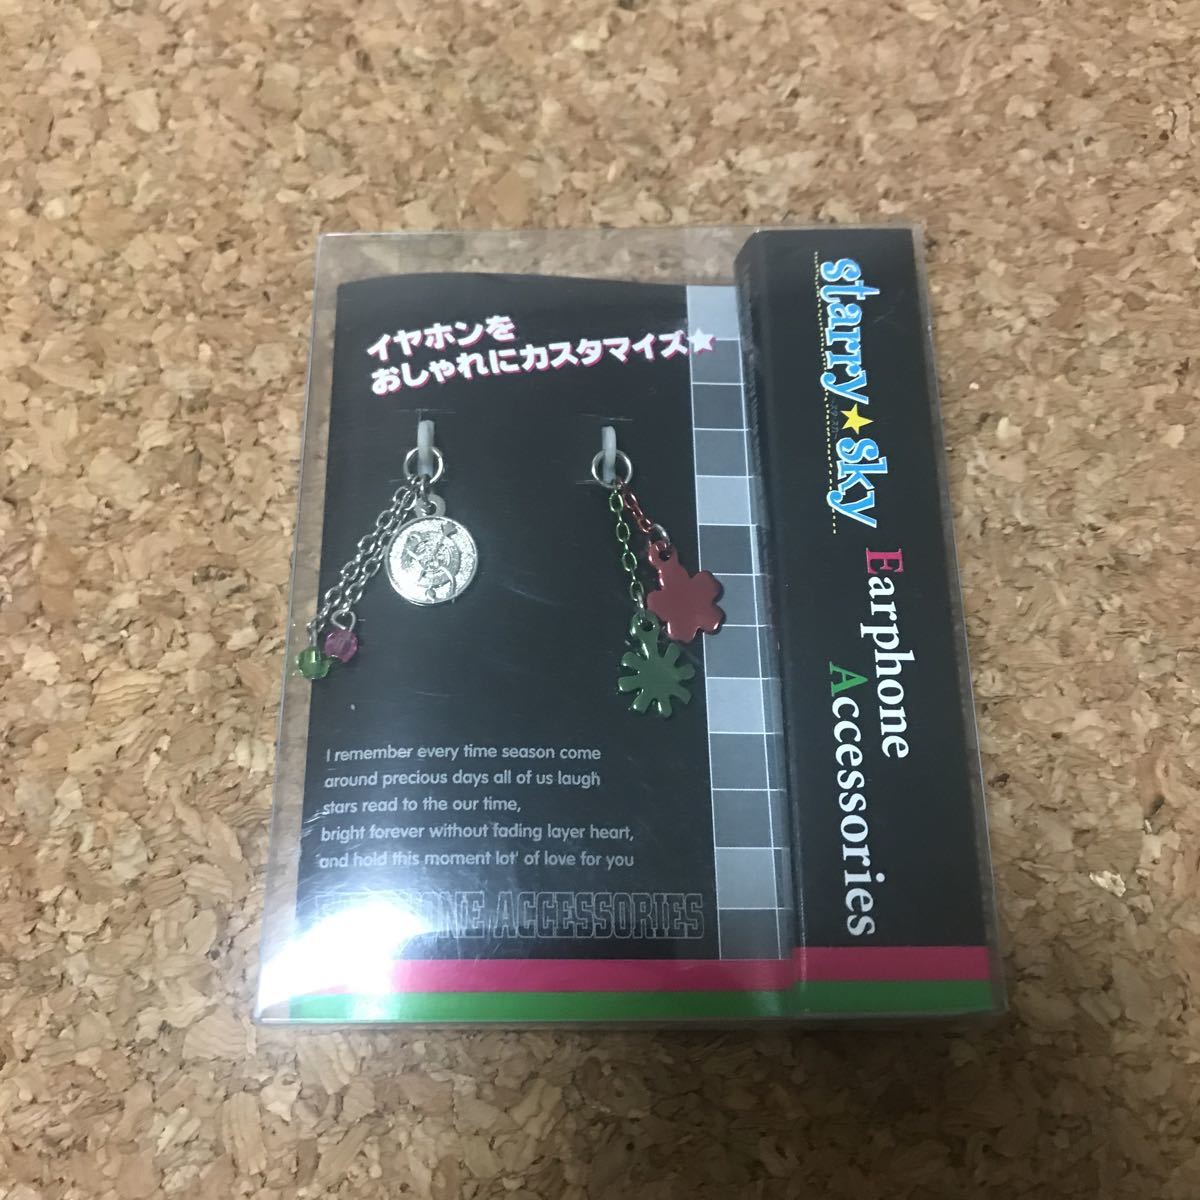 イヤホンを
おしゃれにカスタマイズ★
I remember every time season come
around precious days all of us laugh
stars read to the our time,
bright forever without fading layer heart,
and hold this moment lot' of love for you
EARPHONE ACCESSORIES
starry★sky
Earphone
Accessories